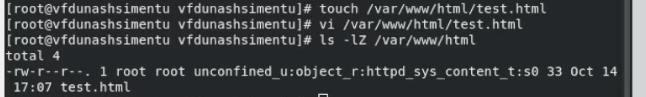 [root@vfdunashsimentu vfdunashsimentu]# touch /var/www/html/test.html
[root@vfdunashsimentu vfdunashsimentu]# vi /var/www/html/test.html
[root@vfdunashsimentu vfdunashsimentu]# ls -lZ /var/www/html
total 4
-rw-r--r--. 1 root root unconfined_u:object_r:httpd_sys_content_t:s0 33 Oct 14
17:07 test.html